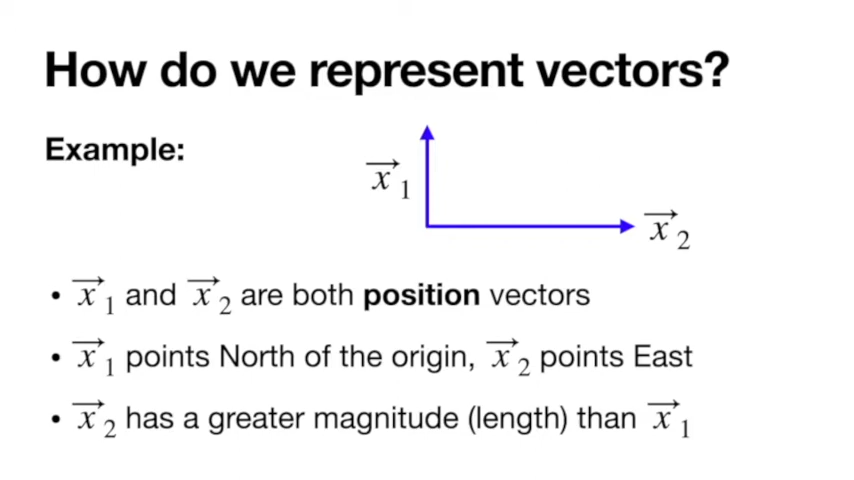 How do we represent vectors?
Example:
x⃗₁
x⃗₂
• x⃗₁ and x⃗₂ are both position vectors
• x⃗₁ points North of the origin, x⃗₂ points East
• x⃗₂ has a greater magnitude (length) than x⃗₁